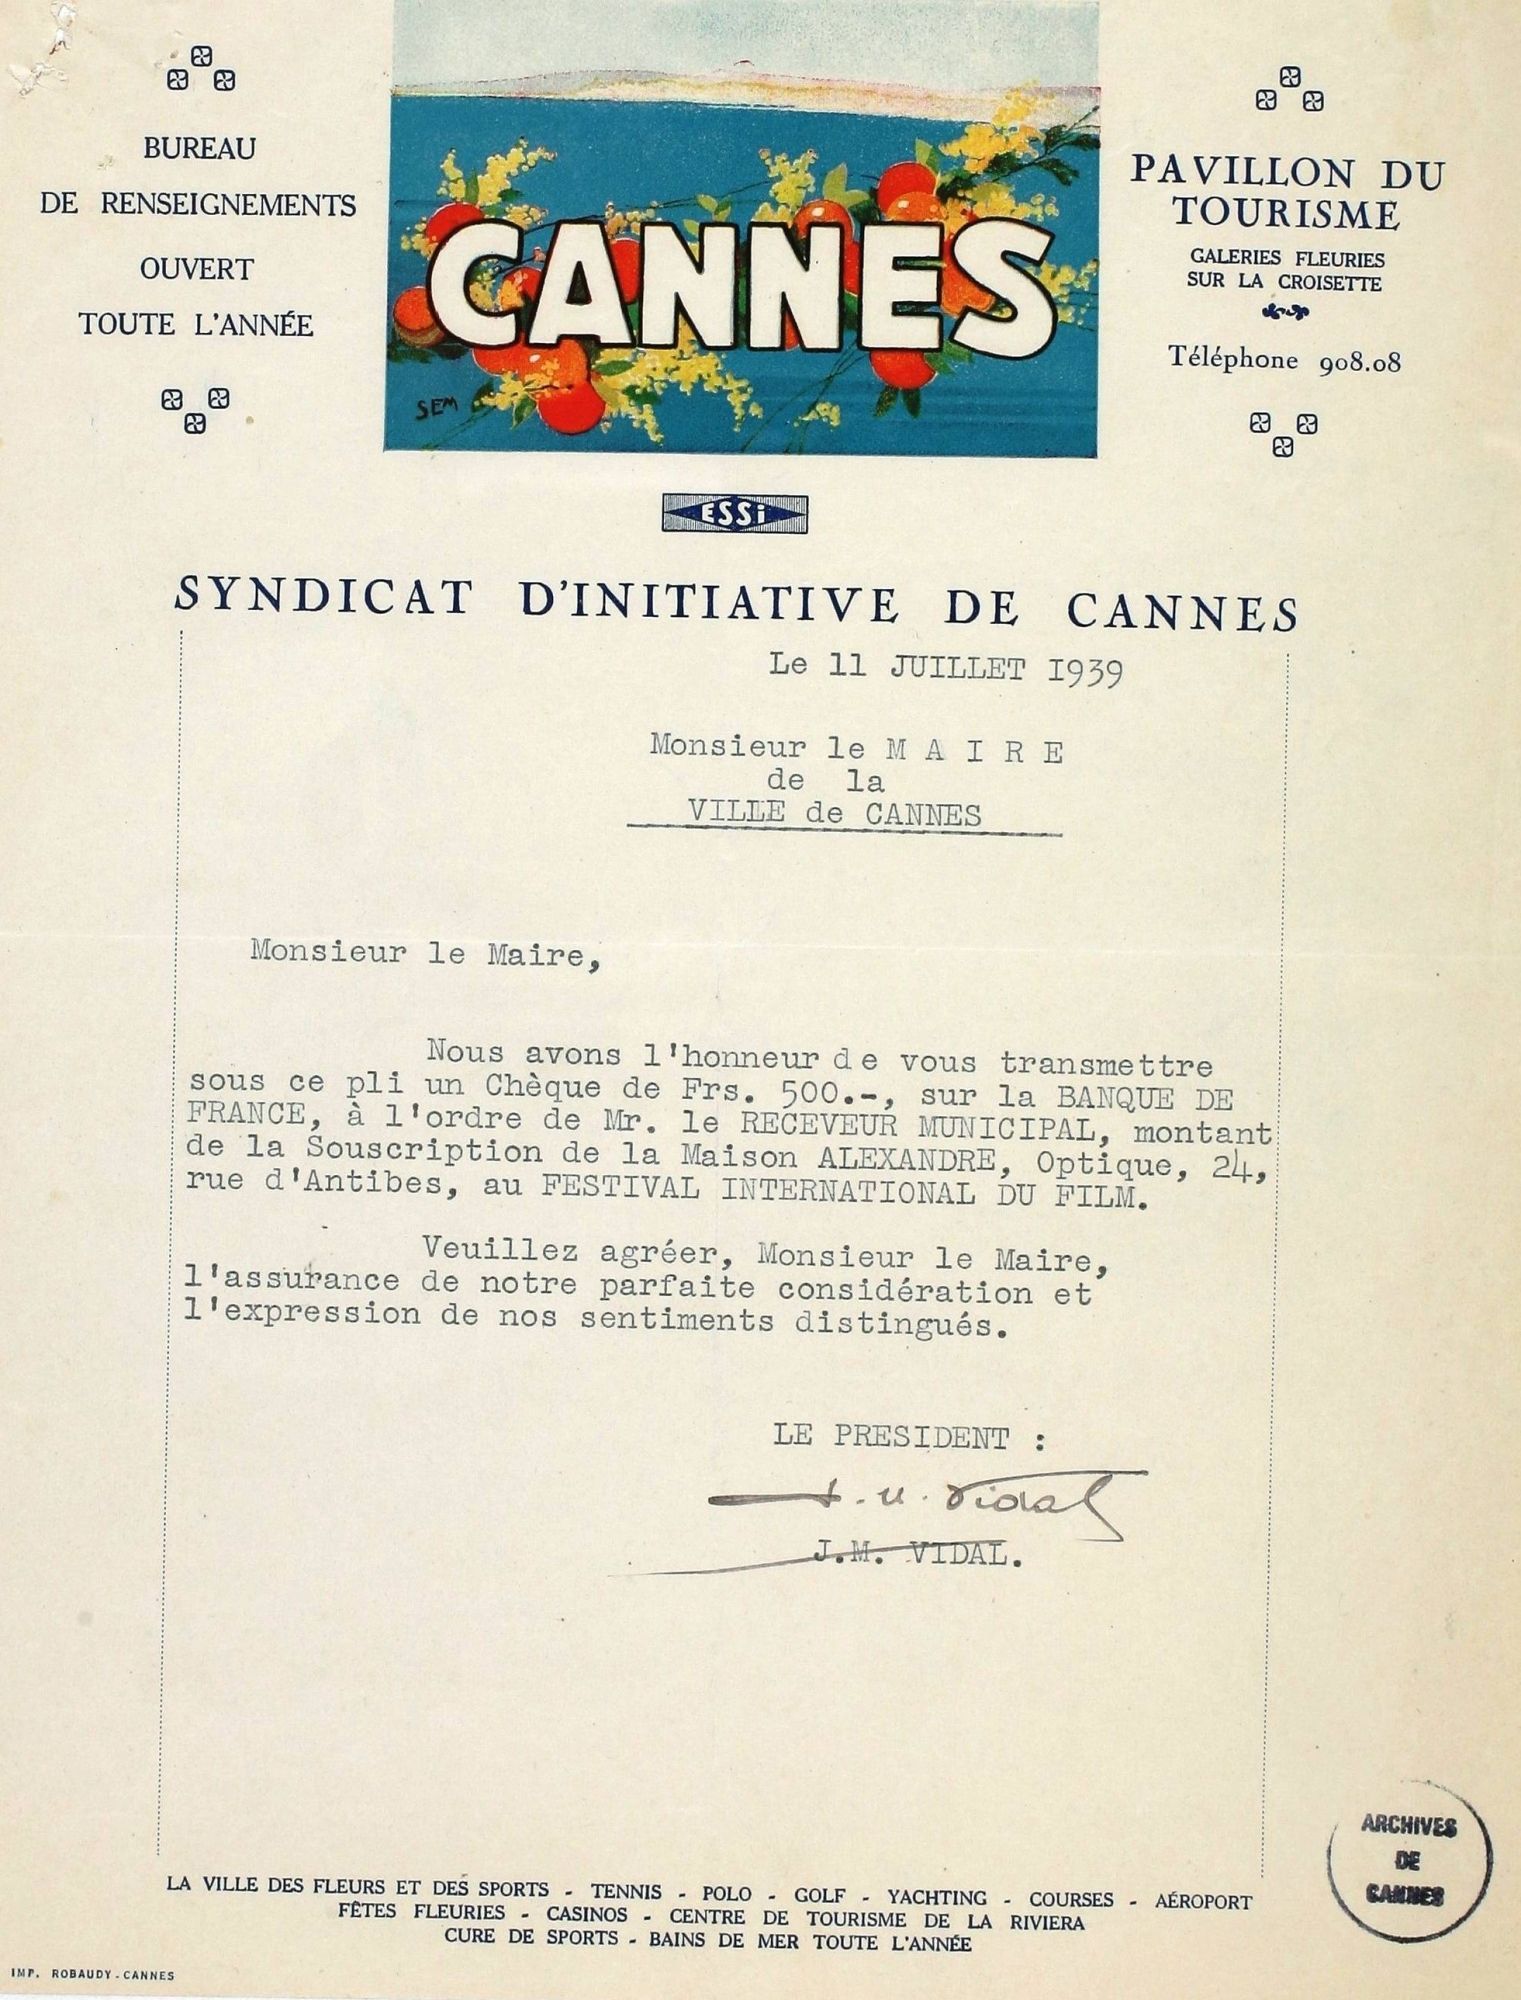 BUREAU
DE RENSEIGNEMENTS
OUVERT
TOUTE L'ANNÉE
CANNES
SEM
PAVILLON DU
TOURISME
GALERIES FLEURIES
SUR LA CROISETTE
Téléphone 908.08
ESSi
SYNDICAT D'INITIATIVE DE CANNES
Le 11 JUILLET 1939
Monsieur le M A I R E
de la
VILLE de CANNES
Monsieur le Maire,
Nous avons l'honneur de vous transmettre
sous ce pli un Chèque de Frs. 500.-, sur la BANQUE DE
FRANCE, à l'ordre de Mr. le RECEVEUR MUNICIPAL, montant
de la Souscription de la Maison ALEXANDRE, Optique, 24,
rue d'Antibes, au FESTIVAL INTERNATIONAL DU FILM.
Veuillez agréer, Monsieur le Maire,
l'assurance de notre parfaite considération et
l'expression de nos sentiments distingués.
LE PRESIDENT :
J. M. Vidal
J.M. VIDAL.
ARCHIVES
DE
CANNES
LA VILLE DES FLEURS ET DES SPORTS - TENNIS - POLO - GOLF - YACHTING - COURSES - AÉROPORT
FÊTES FLEURIES - CASINOS - CENTRE DE TOURISME DE LA RIVIERA
CURE DE SPORTS - BAINS DE MER TOUTE L'ANNÉE
IMP. ROBAUDY - CANNES